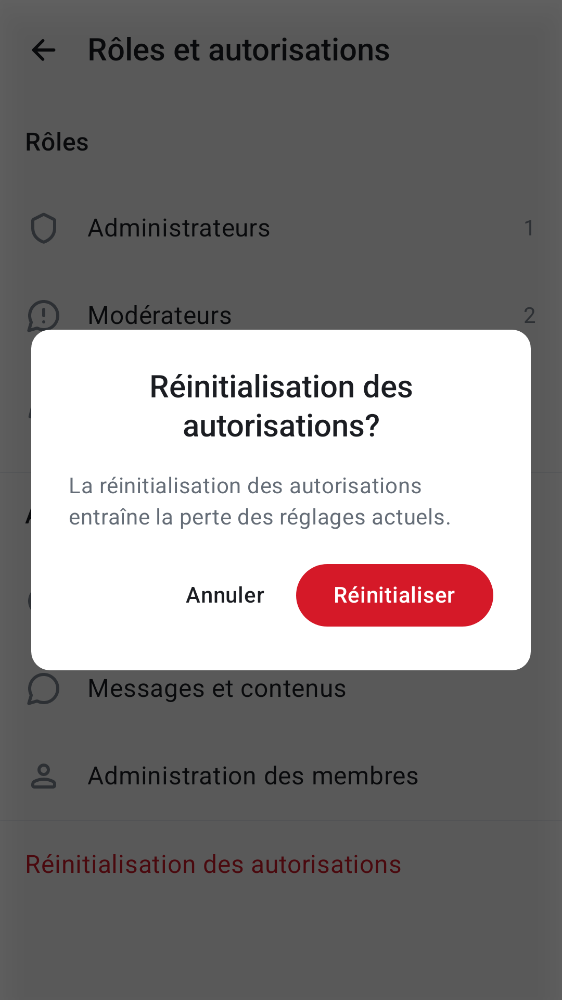 Rôles et autorisations
Rôles
Administrateurs 1
Modérateurs 2
Réinitialisation des
autorisations?
La réinitialisation des autorisations
entraîne la perte des réglages actuels.
Annuler Réinitialiser
Messages et contenus
Administration des membres
Réinitialisation des autorisations